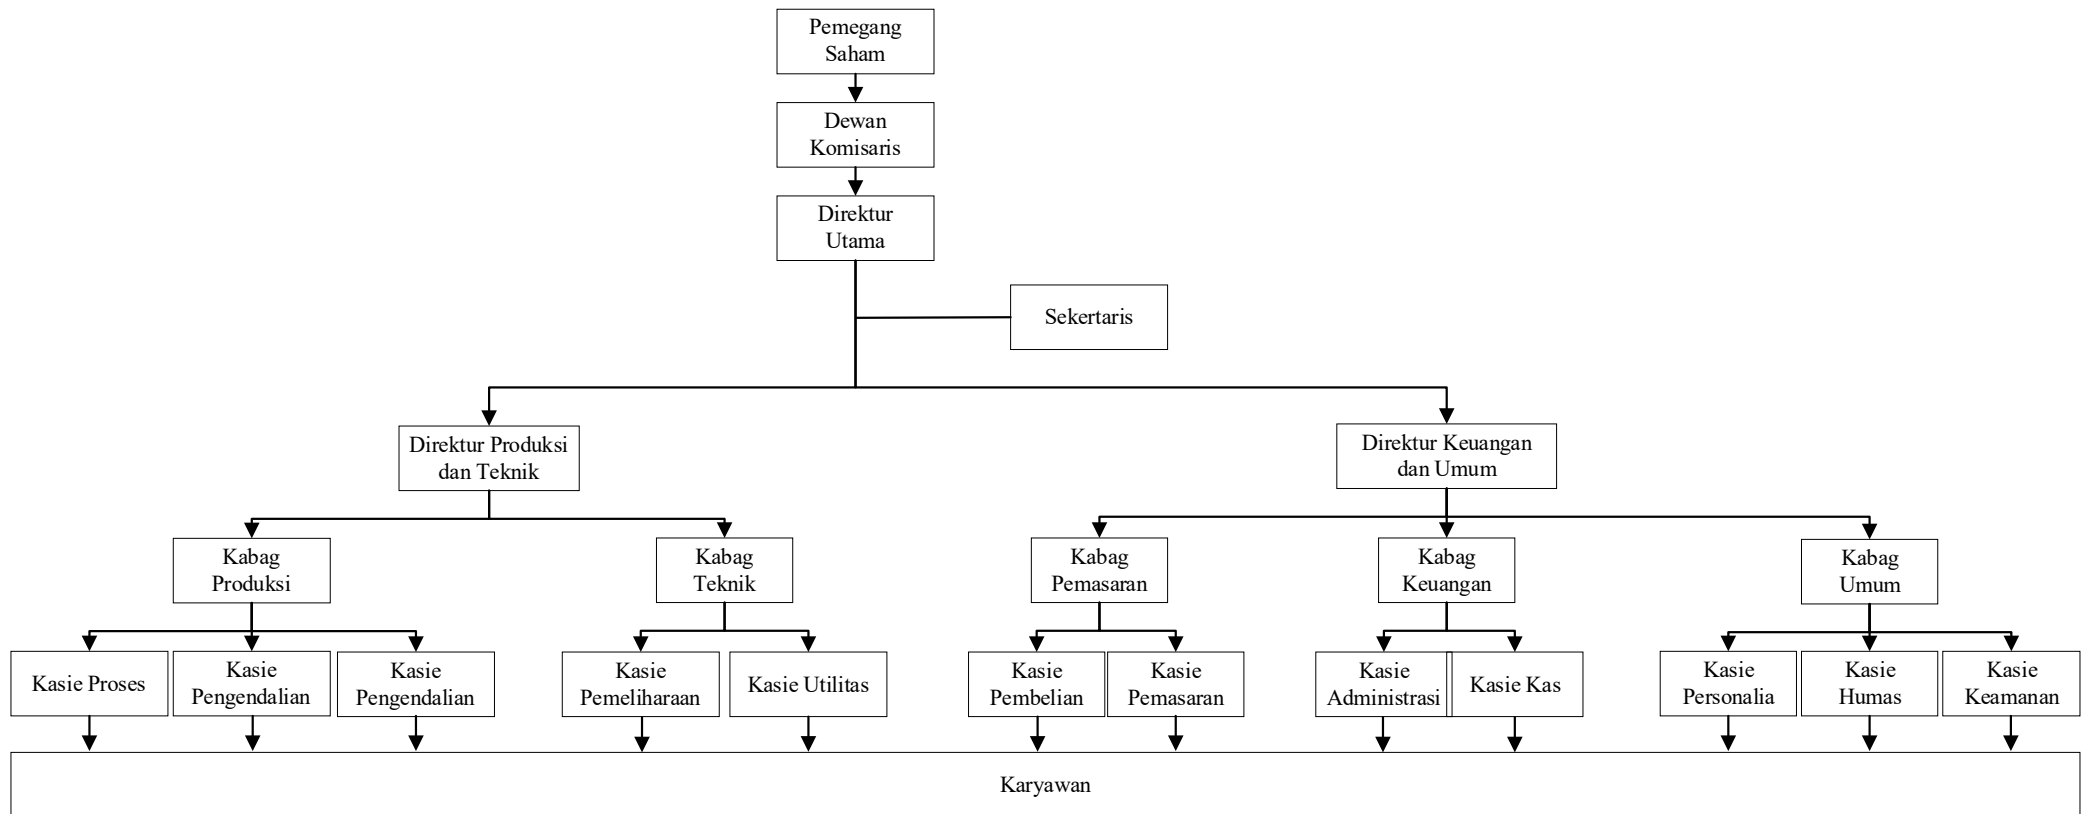 Pemegang
Saham
Dewan
Komisaris
Direktur
Utama
Sekertaris
Direktur Produksi
dan Teknik
Direktur Keuangan
dan Umum
Kabag
Produksi
Kabag
Teknik
Kabag
Pemasaran
Kabag
Keuangan
Kabag
Umum
Kasie Proses
Kasie
Pengendalian
Kasie
Pengendalian
Kasie
Pemeliharaan
Kasie Utilitas
Kasie
Pembelian
Kasie
Pemasaran
Kasie
Administrasi
Kasie Kas
Kasie
Personalia
Kasie
Humas
Kasie
Keamanan
Karyawan